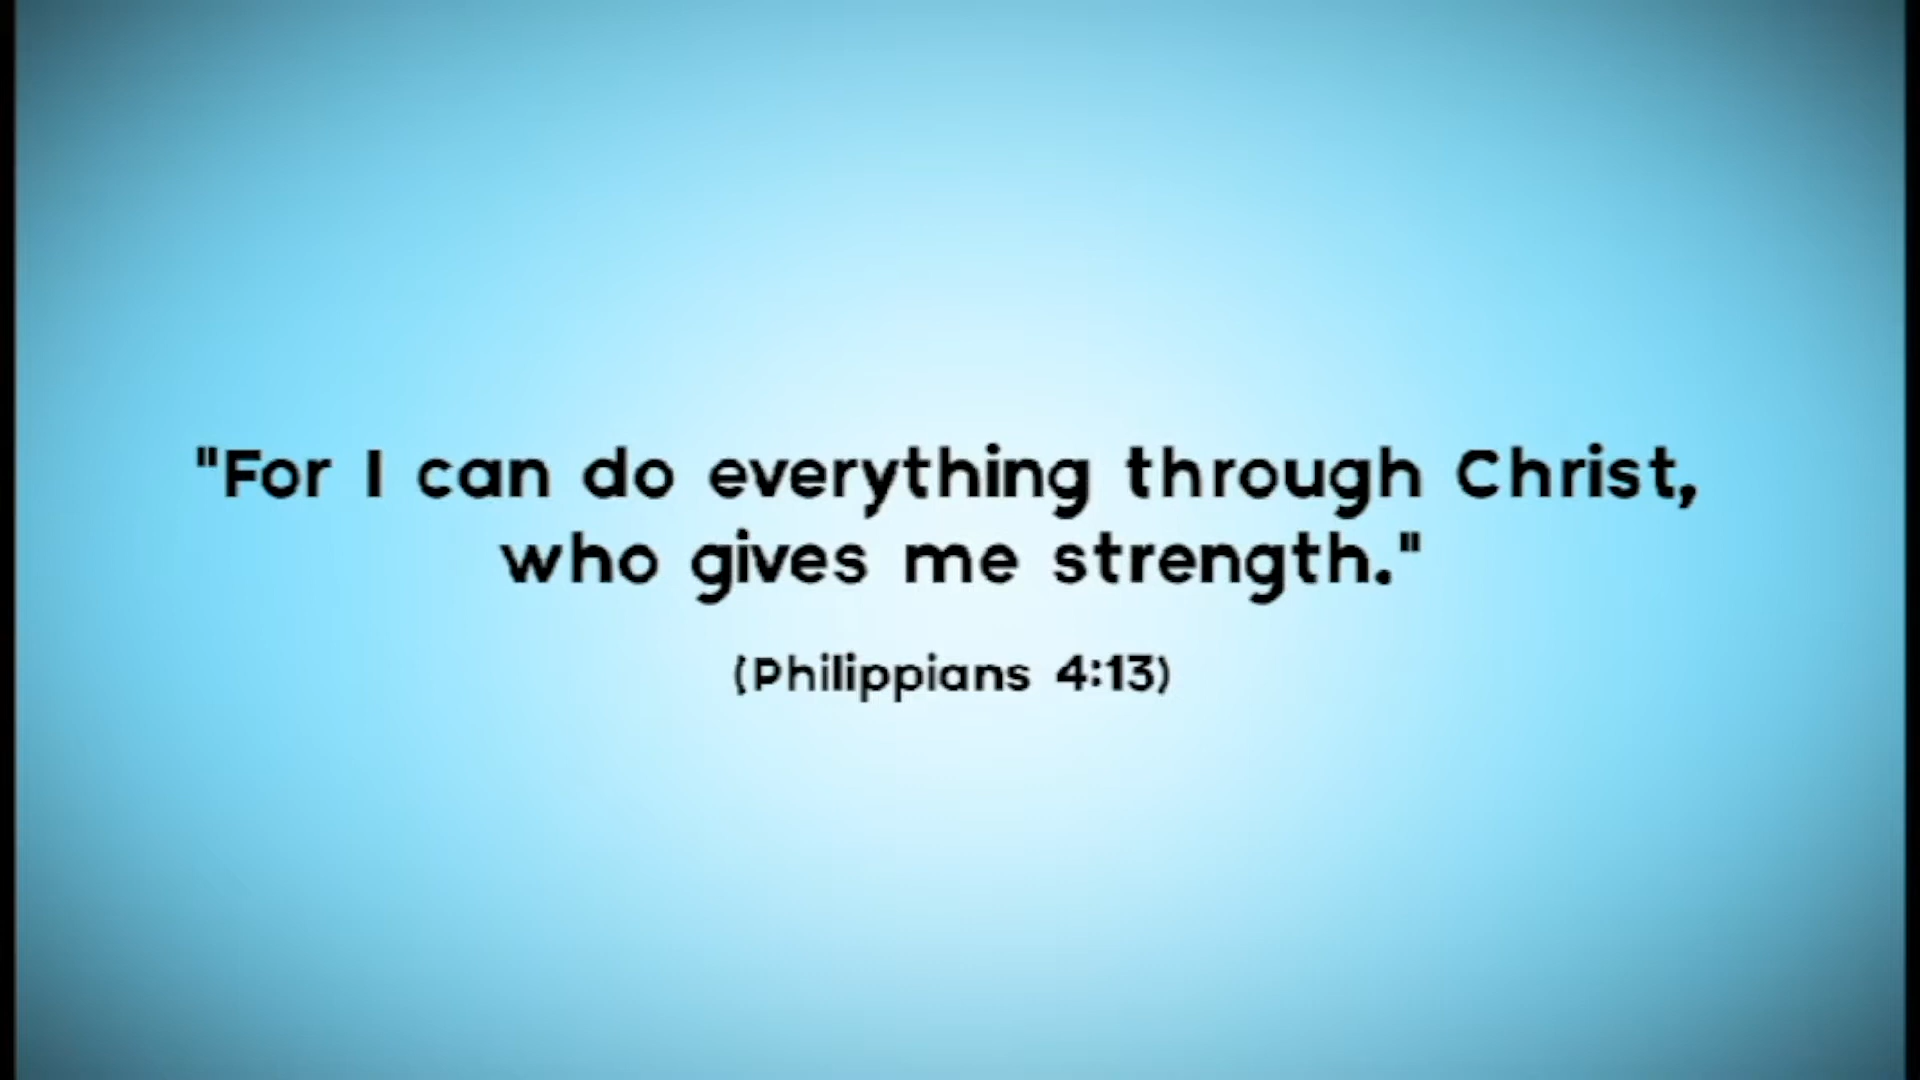 "For I can do everything through Christ,
who gives me strength."
(Philippians 4:13)